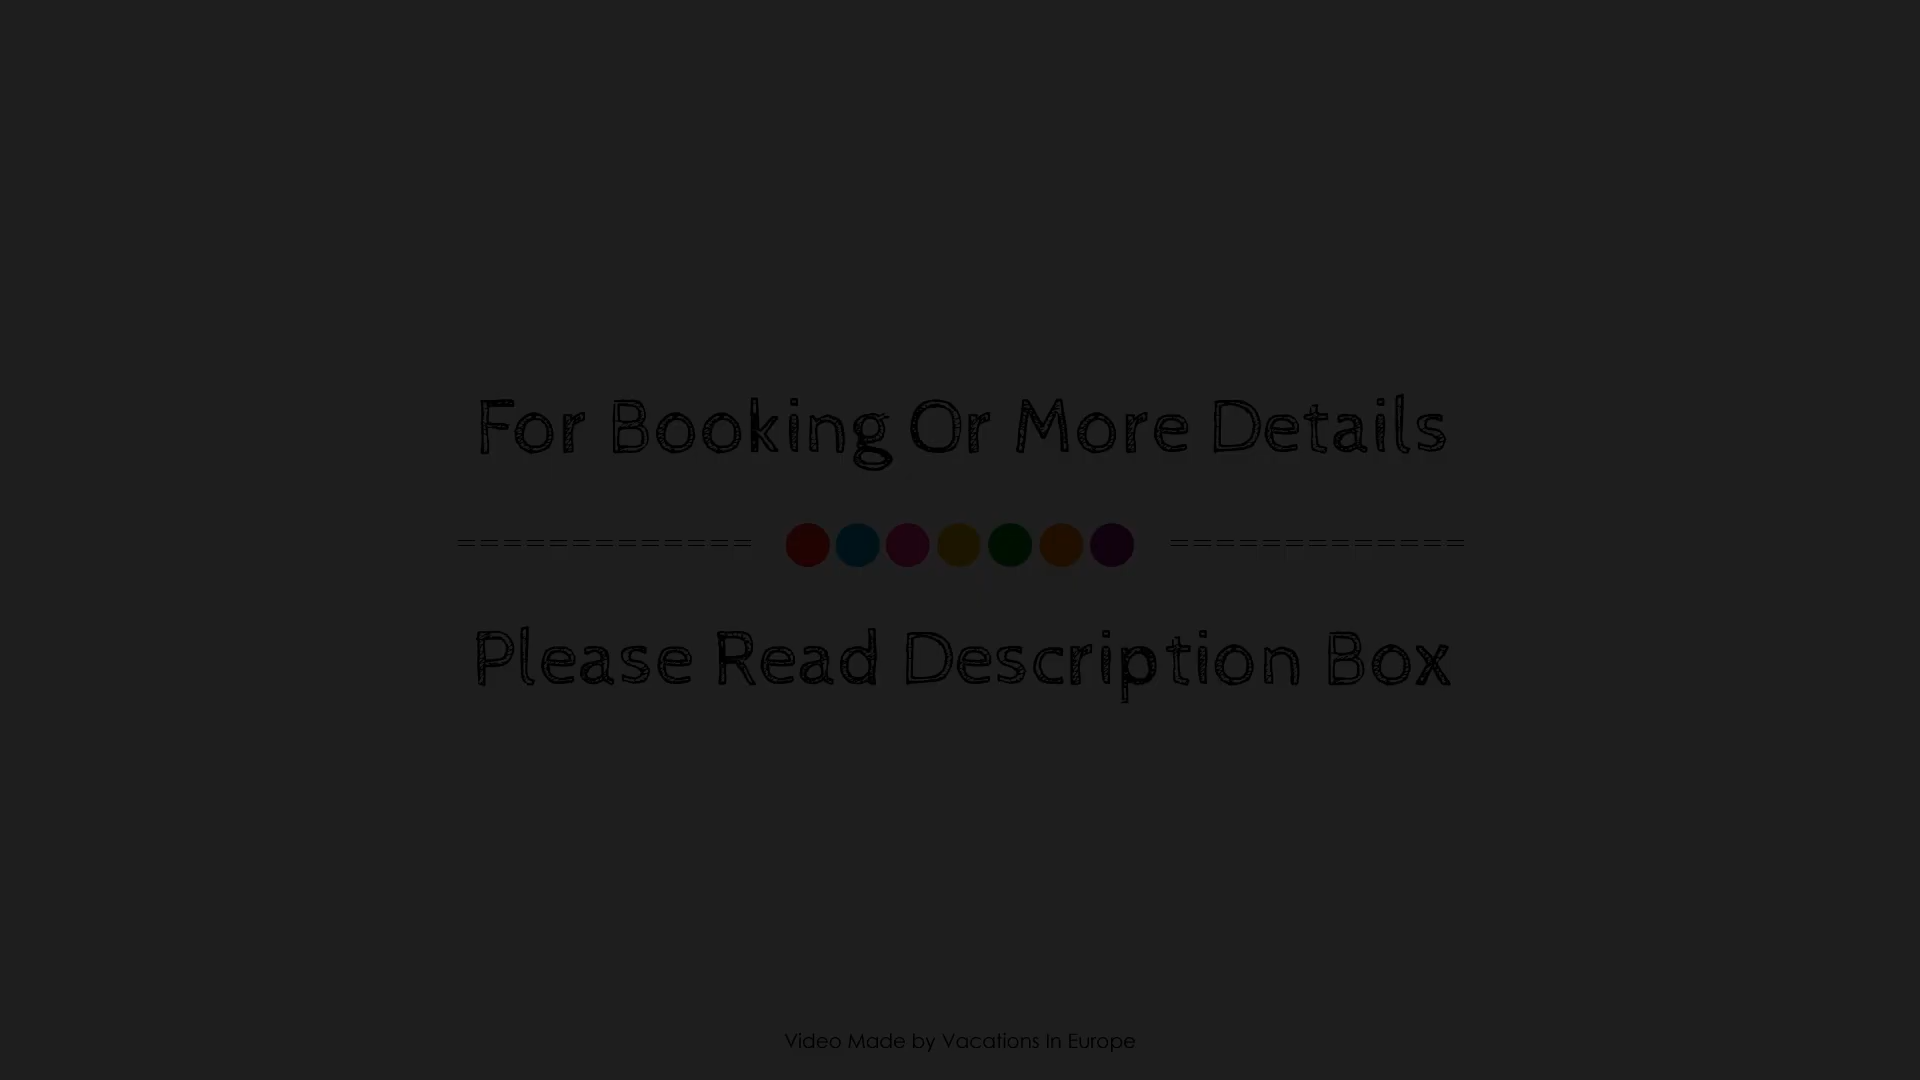 For Booking Or More Details
============= =============
Please Read Description Box
Video Made by Vacations In Europe